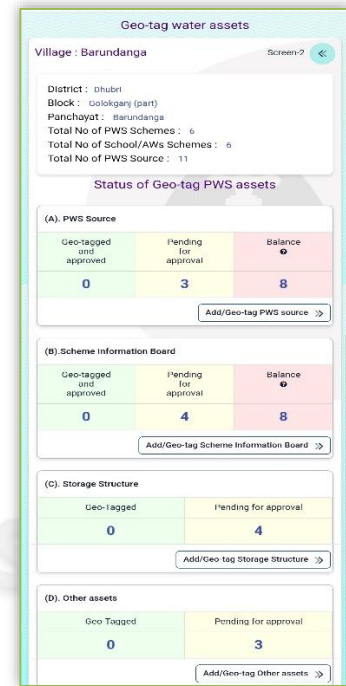 Geo-tag water assets
Village : Barundanga Screen-2
District : Dhubri
Block : Golokganj (part)
Panchayat : Barundanga
Total No of PWS Schemes : 6
Total No of School/AWs Schemes : 6
Total No of PWS Source : 11
Status of Geo-tag PWS assets
(A). PWS Source
Geo-tagged and approved Pending for approval Balance
0 3 8
Add/Geo-tag PWS source
(B).Scheme Information Board
Geo-tagged and approved Pending for approval Balance
0 4 8
Add/Geo-tag Scheme Information Board
(C). Storage Structure
Geo-Tagged Pending for approval
0 4
Add/Geo-tag Storage Structure
(D). Other assets
Geo-Tagged Pending for approval
0 3
Add/Geo-tag Other assets